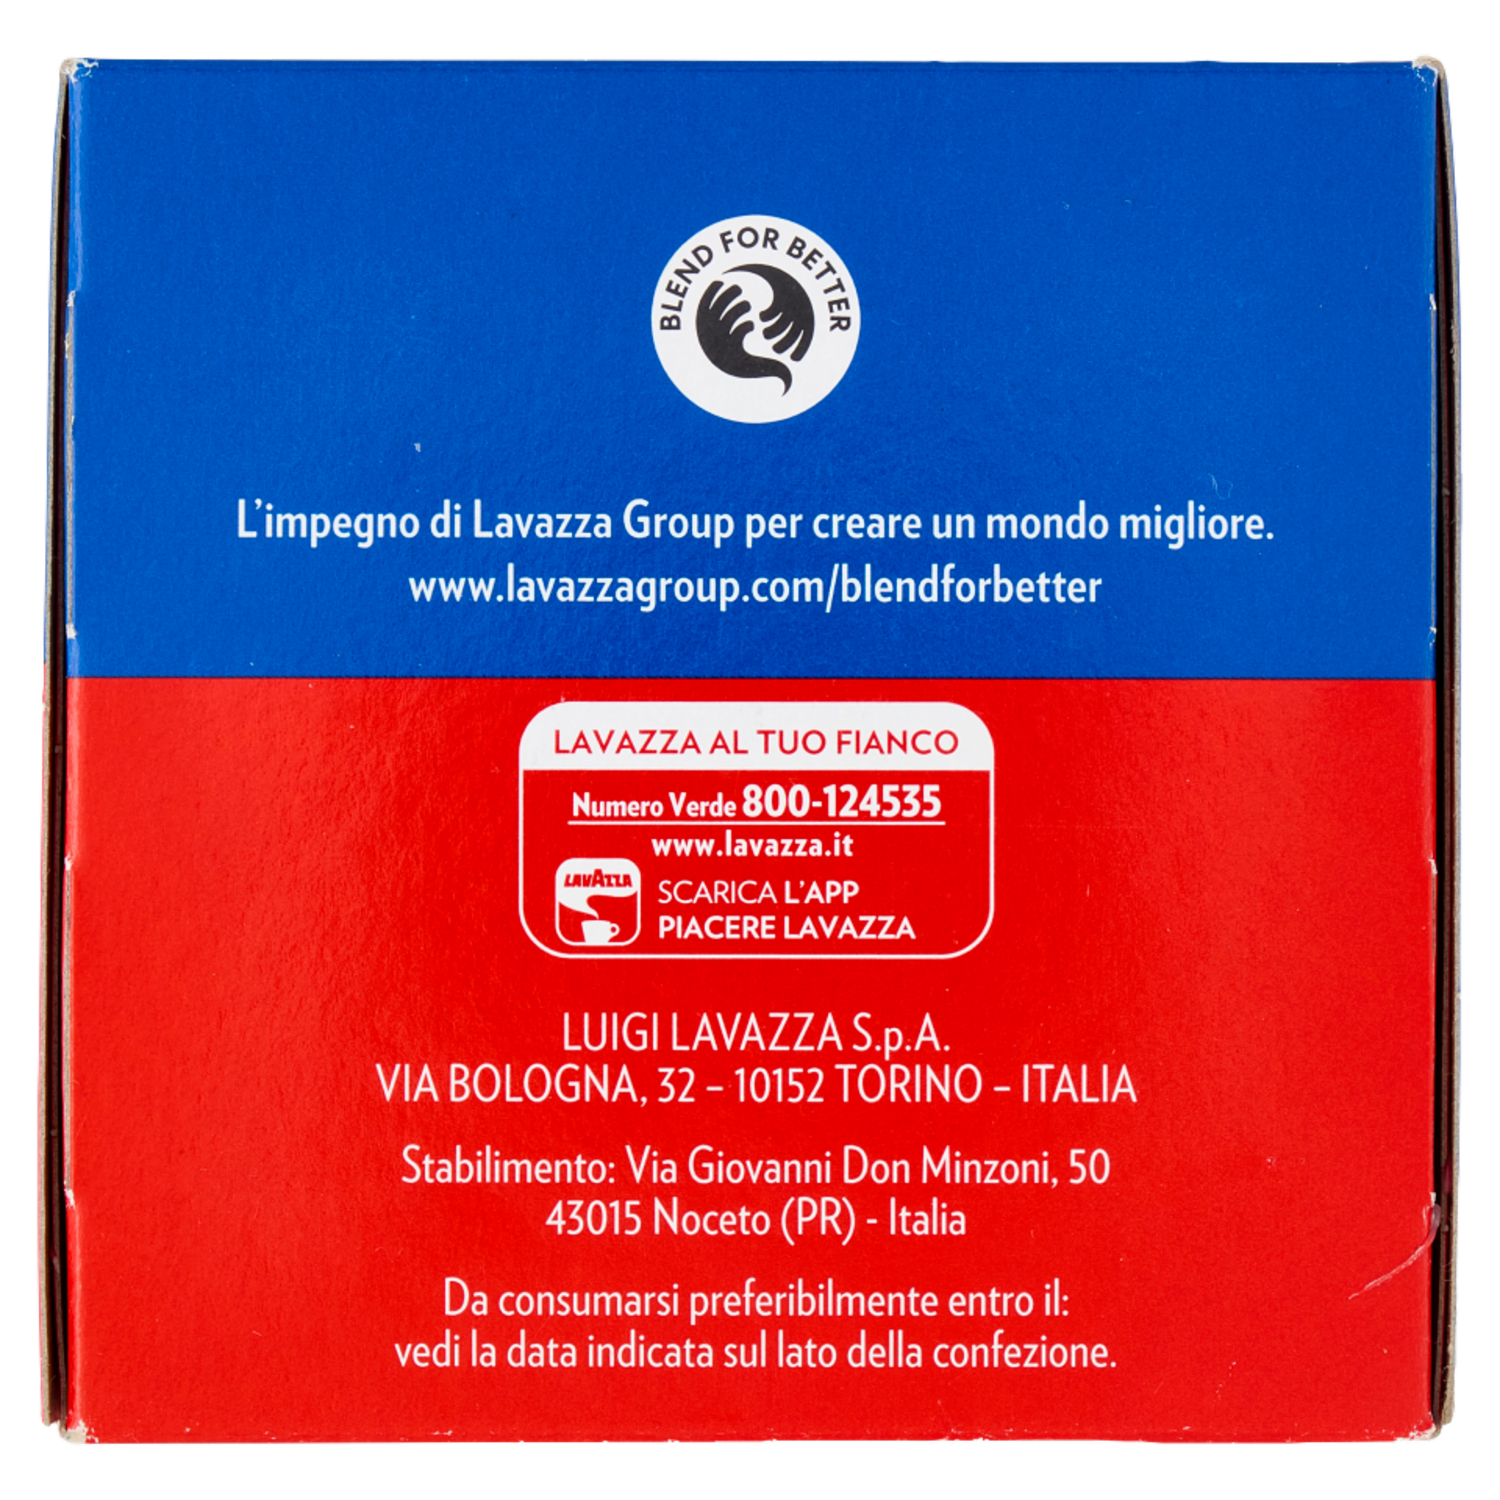 BLEND FOR BETTER
L'impegno di Lavazza Group per creare un mondo migliore.
www.lavazzagroup.com/blendforbetter
LAVAZZA AL TUO FIANCO
Numero Verde 800-124535
www.lavazza.it
LAVAZZA
SCARICA L'APP
PIACERE LAVAZZA
LUIGI LAVAZZA S.p.A.
VIA BOLOGNA, 32 – 10152 TORINO – ITALIA
Stabilimento: Via Giovanni Don Minzoni, 50
43015 Noceto (PR) - Italia
Da consumarsi preferibilmente entro il:
vedi la data indicata sul lato della confezione.